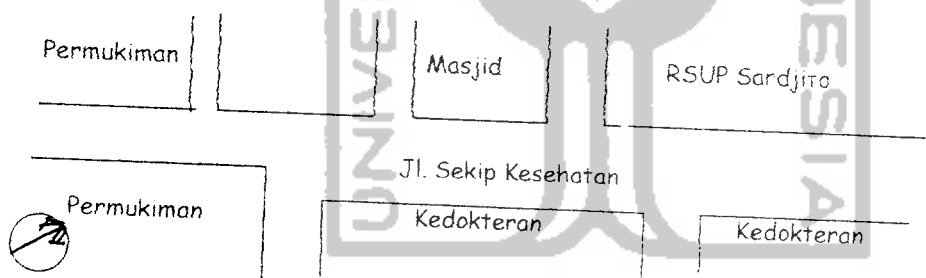 Permukiman
Masjid
RSUP Sardjito
Jl. Sekip Kesehatan
Permukiman
Kedokteran
Kedokteran